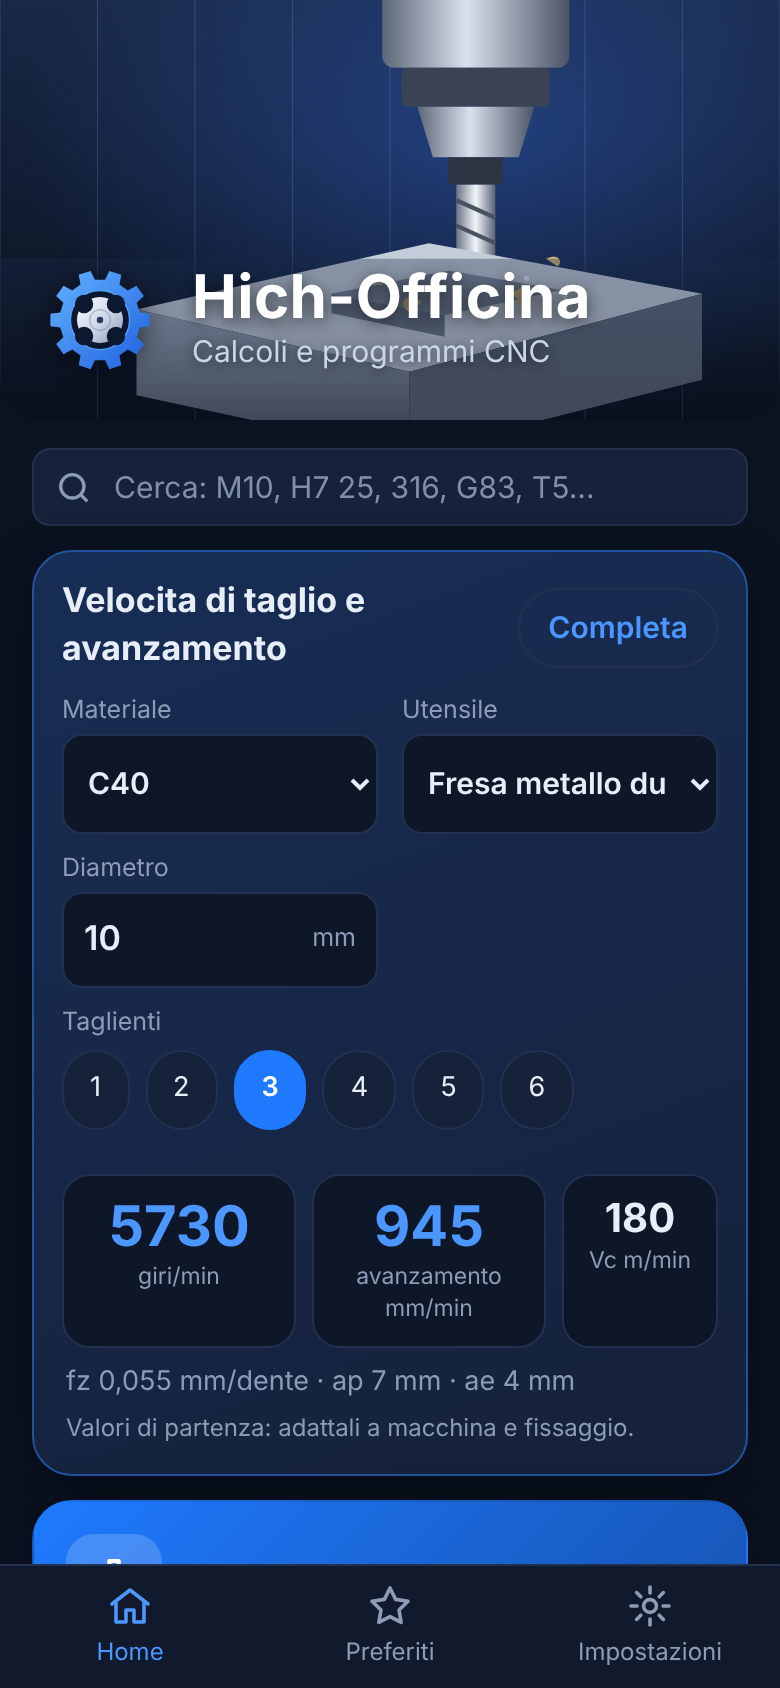 Hich-Officina
Calcoli e programmi CNC
Cerca: M10, H7 25, 316, G83, T5...
Velocita di taglio e
avanzamento
Completa
Materiale
Utensile
C40
Fresa metallo du
Diametro
10
mm
Taglienti
1
2
3
4
5
6
5730
giri/min
945
avanzamento
mm/min
180
Vc m/min
fz 0,055 mm/dente · ap 7 mm · ae 4 mm
Valori di partenza: adattali a macchina e fissaggio.
Home
Preferiti
Impostazioni